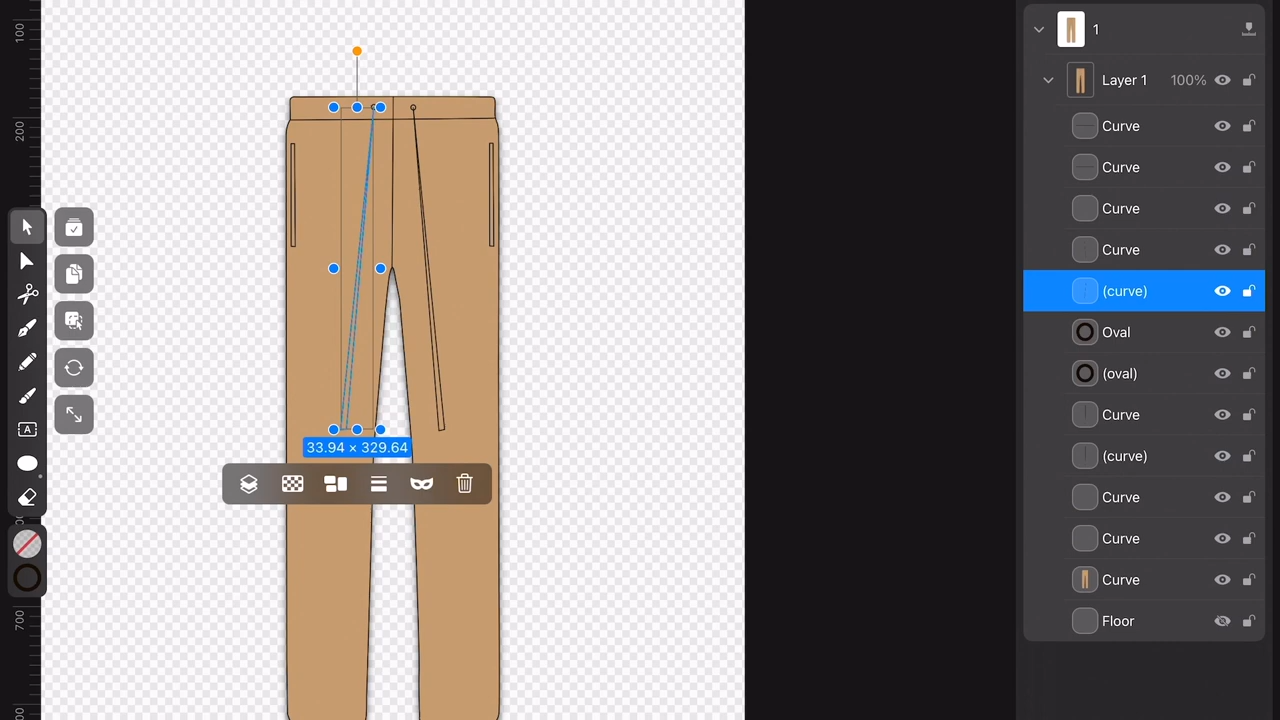 1
Layer 1 100%
Curve
Curve
Curve
Curve
(curve)
Oval
(oval)
Curve
(curve)
Curve
Curve
Curve
Floor
100
200
700
A
33.94 × 329.64